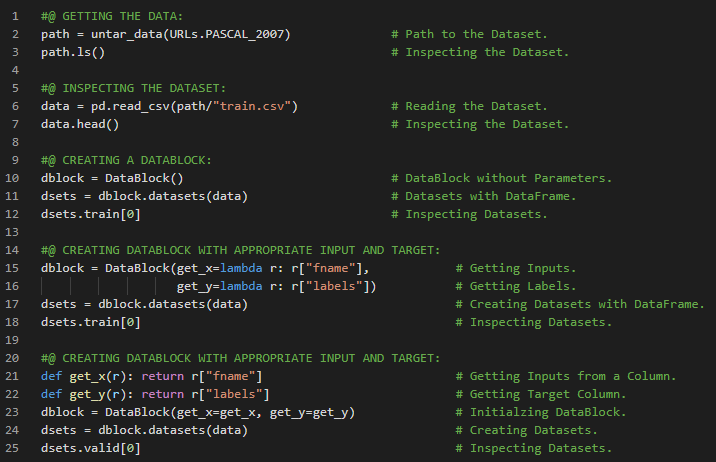 1 #@ GETTING THE DATA:
2 path = untar_data(URLs.PASCAL_2007) # Path to the Dataset.
3 path.ls() # Inspecting the Dataset.
4
5 #@ INSPECTING THE DATASET:
6 data = pd.read_csv(path/"train.csv") # Reading the Dataset.
7 data.head() # Inspecting the Dataset.
8
9 #@ CREATING A DATABLOCK:
10 dblock = DataBlock() # DataBlock without Parameters.
11 dsets = dblock.datasets(data) # Datasets with DataFrame.
12 dsets.train[0] # Inspecting Datasets.
13
14 #@ CREATING DATABLOCK WITH APPROPRIATE INPUT AND TARGET:
15 dblock = DataBlock(get_x=lambda r: r["fname"], # Getting Inputs.
16 get_y=lambda r: r["labels"]) # Getting Labels.
17 dsets = dblock.datasets(data) # Creating Datasets with DataFrame.
18 dsets.train[0] # Inspecting Datasets.
19
20 #@ CREATING DATABLOCK WITH APPROPRIATE INPUT AND TARGET:
21 def get_x(r): return r["fname"] # Getting Inputs from a Column.
22 def get_y(r): return r["labels"] # Getting Target Column.
23 dblock = DataBlock(get_x=get_x, get_y=get_y) # Initialzing DataBlock.
24 dsets = dblock.datasets(data) # Creating Datasets.
25 dsets.valid[0] # Inspecting Datasets.